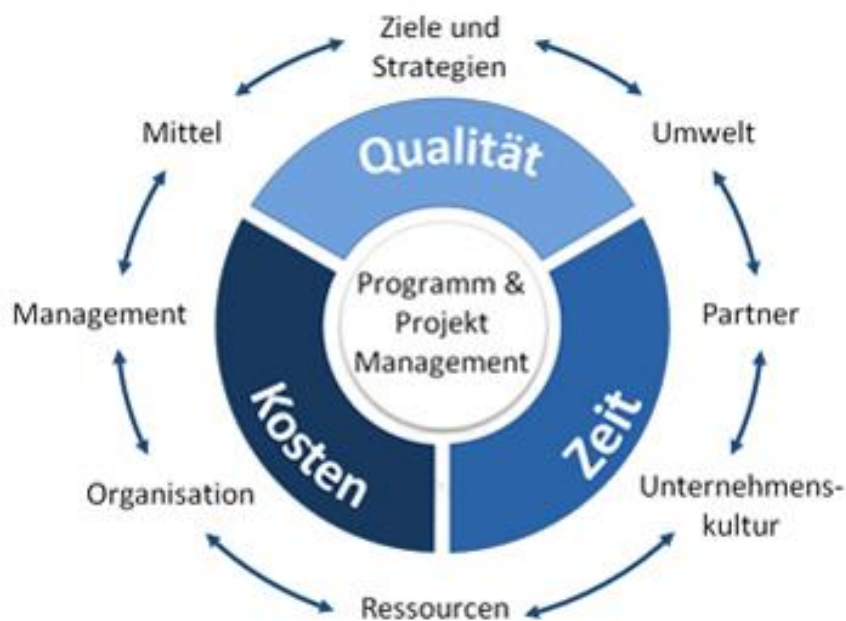 Ziele und
Strategien
Mittel
Umwelt
Qualität
Management
Programm &
Projekt
Management
Partner
Kosten
Zeit
Organisation
Unternehmens-
kultur
Ressourcen